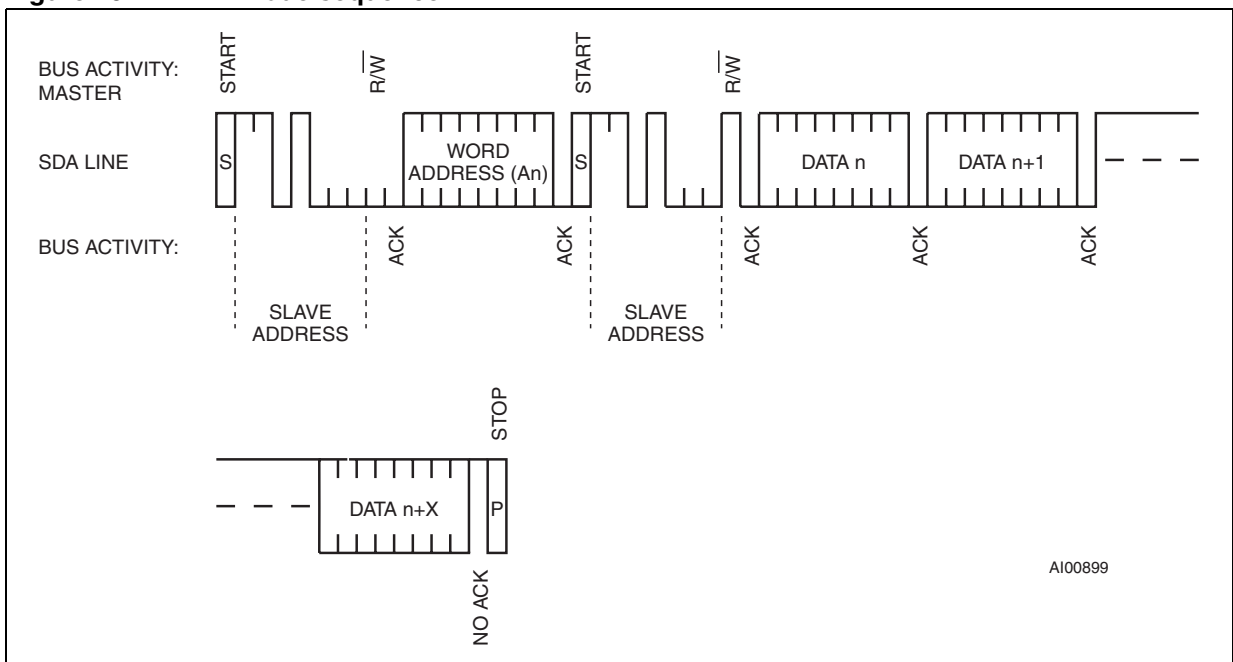 BUS ACTIVITY:
MASTER
START
R/W
START
R/W
SDA LINE
S
WORD
ADDRESS (An)
S
DATA n
DATA n+1
BUS ACTIVITY:
ACK
ACK
ACK
ACK
ACK
SLAVE
ADDRESS
SLAVE
ADDRESS
STOP
DATA n+X
P
NO ACK
AI00899